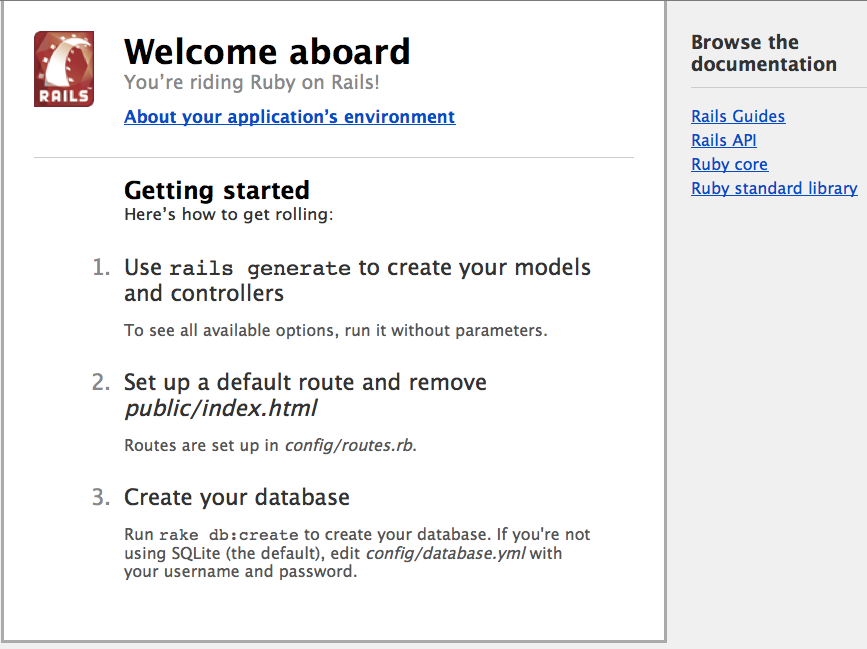 RAILS
Welcome aboard
You’re riding Ruby on Rails!
About your application’s environment
Getting started
Here’s how to get rolling:
1. Use rails generate to create your models
and controllers
To see all available options, run it without parameters.
2. Set up a default route and remove
public/index.html
Routes are set up in config/routes.rb.
3. Create your database
Run rake db:create to create your database. If you're not
using SQLite (the default), edit config/database.yml with
your username and password.
Browse the
documentation
Rails Guides
Rails API
Ruby core
Ruby standard library